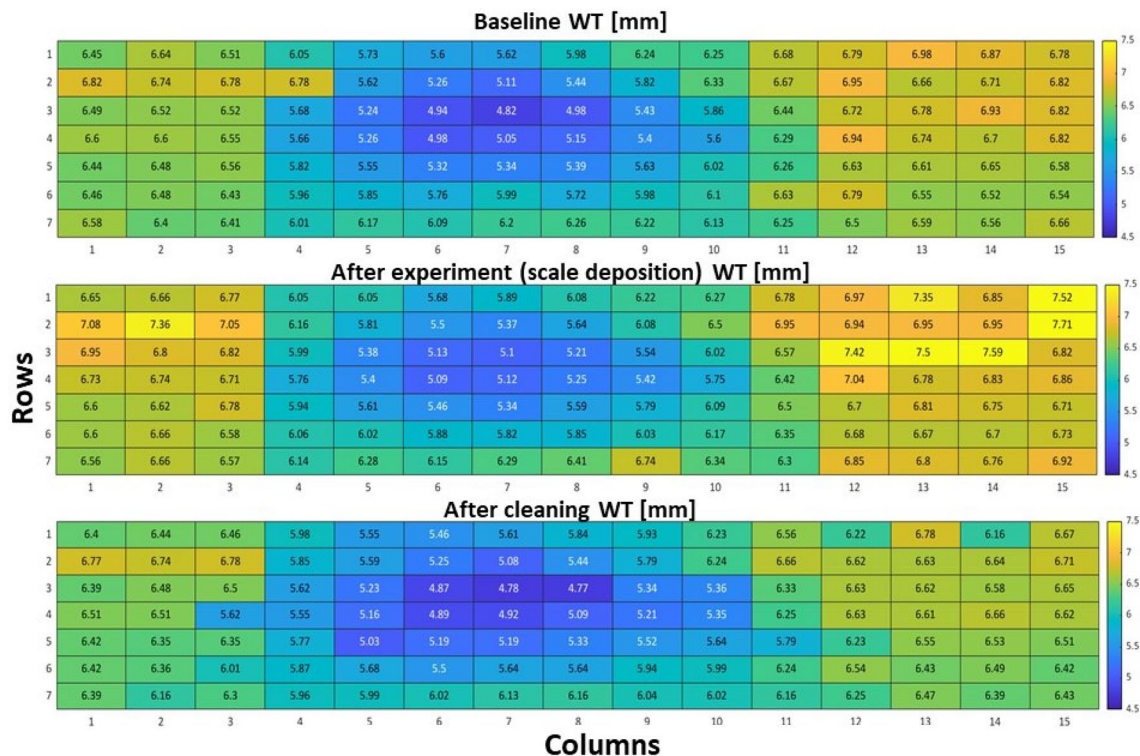 Baseline WT [mm]
1 6.45 6.64 6.51 6.05 5.73 5.6 5.62 5.98 6.24 6.25 6.68 6.79 6.98 6.87 6.78
2 6.82 6.74 6.78 6.78 5.62 5.26 5.11 5.44 5.82 6.33 6.67 6.95 6.66 6.71 6.82
3 6.49 6.52 6.52 5.68 5.24 4.94 4.82 4.98 5.43 5.86 6.44 6.72 6.78 6.93 6.82
4 6.6 6.6 6.55 5.66 5.26 4.98 5.05 5.15 5.4 5.6 6.29 6.94 6.74 6.7 6.82
5 6.44 6.48 6.56 5.82 5.55 5.32 5.34 5.39 5.63 6.02 6.26 6.63 6.61 6.65 6.58
6 6.46 6.48 6.43 5.96 5.85 5.76 5.99 5.72 5.98 6.1 6.63 6.79 6.55 6.52 6.54
7 6.58 6.4 6.41 6.01 6.17 6.09 6.2 6.26 6.22 6.13 6.25 6.5 6.59 6.56 6.66
1 2 3 4 5 6 7 8 9 10 11 12 13 14 15
7.5
7
6.5
6
5.5
5
4.5
After experiment (scale deposition) WT [mm]
1 6.65 6.66 6.77 6.05 6.05 5.68 5.89 6.08 6.22 6.27 6.78 6.97 7.35 6.85 7.52
2 7.08 7.36 7.05 6.16 5.81 5.5 5.37 5.64 6.08 6.5 6.95 6.94 6.95 6.95 7.71
3 6.95 6.8 6.82 5.99 5.38 5.13 5.1 5.21 5.54 6.02 6.57 7.42 7.5 7.59 6.82
4 6.73 6.74 6.71 5.76 5.4 5.09 5.12 5.25 5.42 5.75 6.42 7.04 6.78 6.83 6.86
5 6.6 6.62 6.78 5.94 5.61 5.46 5.34 5.59 5.79 6.09 6.5 6.7 6.81 6.75 6.71
6 6.6 6.66 6.58 6.06 6.02 5.88 5.82 5.85 6.03 6.17 6.35 6.68 6.67 6.7 6.73
7 6.56 6.66 6.57 6.14 6.28 6.15 6.29 6.41 6.74 6.34 6.3 6.85 6.8 6.76 6.92
1 2 3 4 5 6 7 8 9 10 11 12 13 14 15
7.5
7
6.5
6
5.5
5
4.5
Rows
After cleaning WT [mm]
1 6.4 6.44 6.46 5.98 5.55 5.46 5.61 5.84 5.93 6.23 6.56 6.22 6.78 6.16 6.67
2 6.77 6.74 6.78 5.85 5.59 5.25 5.08 5.44 5.79 6.24 6.66 6.62 6.63 6.64 6.71
3 6.39 6.48 6.5 5.62 5.23 4.87 4.78 4.77 5.34 5.36 6.33 6.63 6.62 6.58 6.65
4 6.51 6.51 5.62 5.55 5.16 4.89 4.92 5.09 5.21 5.35 6.25 6.63 6.61 6.66 6.62
5 6.42 6.35 6.35 5.77 5.03 5.19 5.19 5.33 5.52 5.64 5.79 6.23 6.55 6.53 6.51
6 6.42 6.36 6.01 5.87 5.68 5.5 5.64 5.64 5.94 5.99 6.24 6.54 6.43 6.49 6.42
7 6.39 6.16 6.3 5.96 5.99 6.02 6.13 6.16 6.04 6.02 6.16 6.25 6.47 6.39 6.43
1 2 3 4 5 6 7 8 9 10 11 12 13 14 15
7.5
7
6.5
6
5.5
5
4.5
Columns